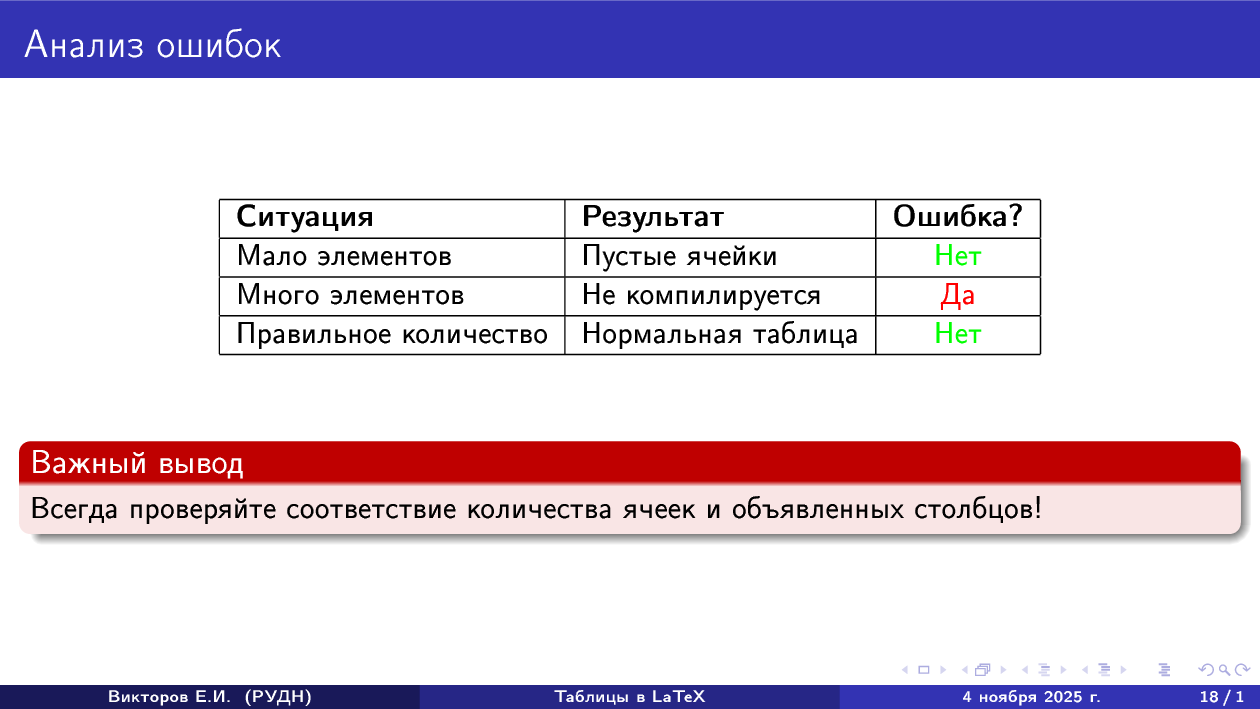 Анализ ошибок
Ситуация Результат Ошибка?
Мало элементов Пустые ячейки Нет
Много элементов Не компилируется Да
Правильное количество Нормальная таблица Нет
Важный вывод
Всегда проверяйте соответствие количества ячеек и объявленных столбцов!
Викторов Е.И. (РУДН) Таблицы в LaTeX 4 ноября 2025 г. 18 / 1